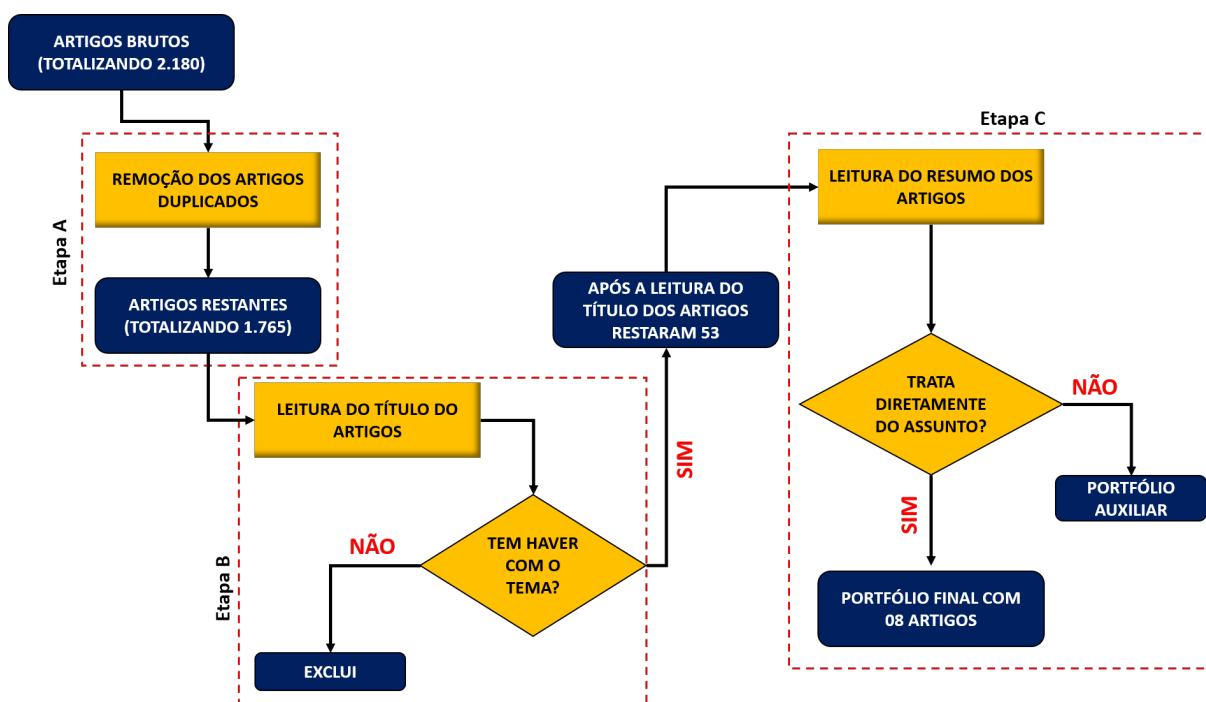 ARTIGOS BRUTOS
(TOTALIZANDO 2.180)
Etapa A
REMOÇÃO DOS ARTIGOS
DUPLICADOS
ARTIGOS RESTANTES
(TOTALIZANDO 1.765)
Etapa B
LEITURA DO TÍTULO DO
ARTIGOS
TEM HAVER
COM O
TEMA?
NÃO
EXCLUI
SIM
APÓS A LEITURA DO
TÍTULO DOS ARTIGOS
RESTARAM 53
Etapa C
LEITURA DO RESUMO DOS
ARTIGOS
TRATA
DIRETAMENTE
DO ASSUNTO?
NÃO
PORTFÓLIO
AUXILIAR
SIM
PORTFÓLIO FINAL COM
08 ARTIGOS